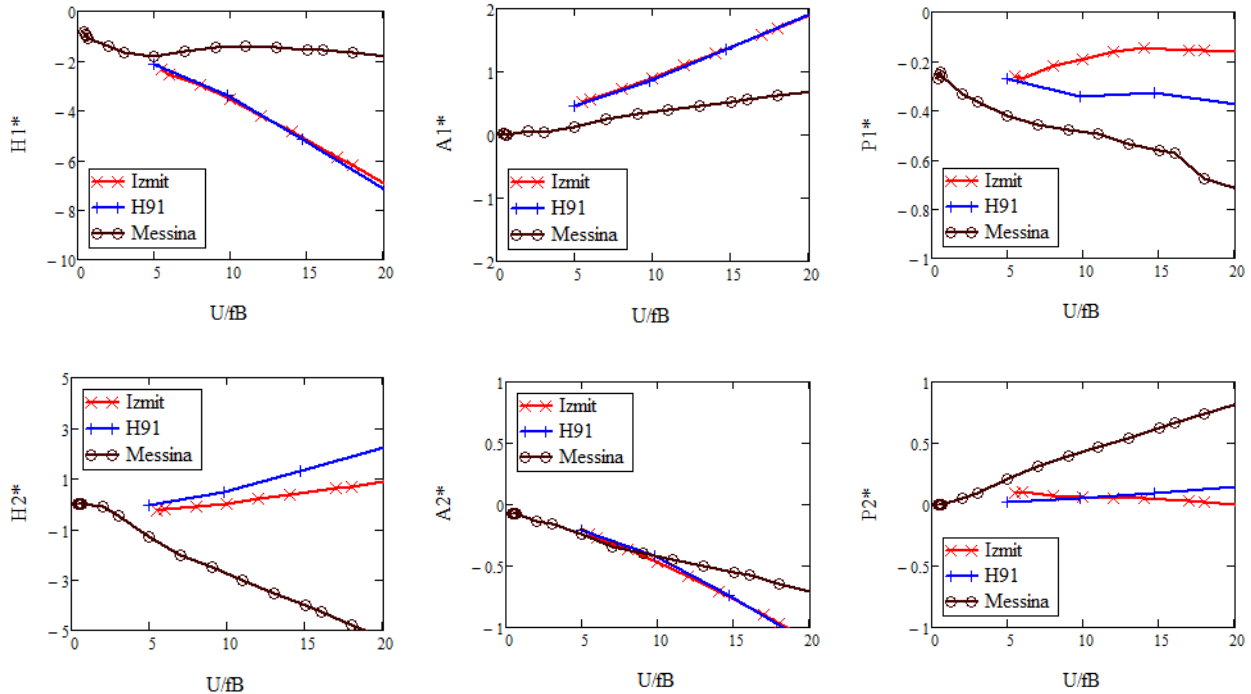 2
0
− 2
− 4
− 6
− 8
− 10
H1*
Izmit
H91
Messina
0 5 10 15 20
U/fB
2
1
0
− 1
− 2
A1*
Izmit
H91
Messina
0 5 10 15 20
U/fB
0
− 0.2
− 0.4
− 0.6
− 0.8
− 1
P1*
Izmit
H91
Messina
0 5 10 15 20
U/fB
5
3
1
− 1
− 3
− 5
H2*
Izmit
H91
Messina
0 5 10 15 20
U/fB
1
0.5
0
− 0.5
− 1
A2*
Izmit
H91
Messina
0 5 10 15 20
U/fB
1
0.5
0
− 0.5
− 1
P2*
Izmit
H91
Messina
0 5 10 15 20
U/fB